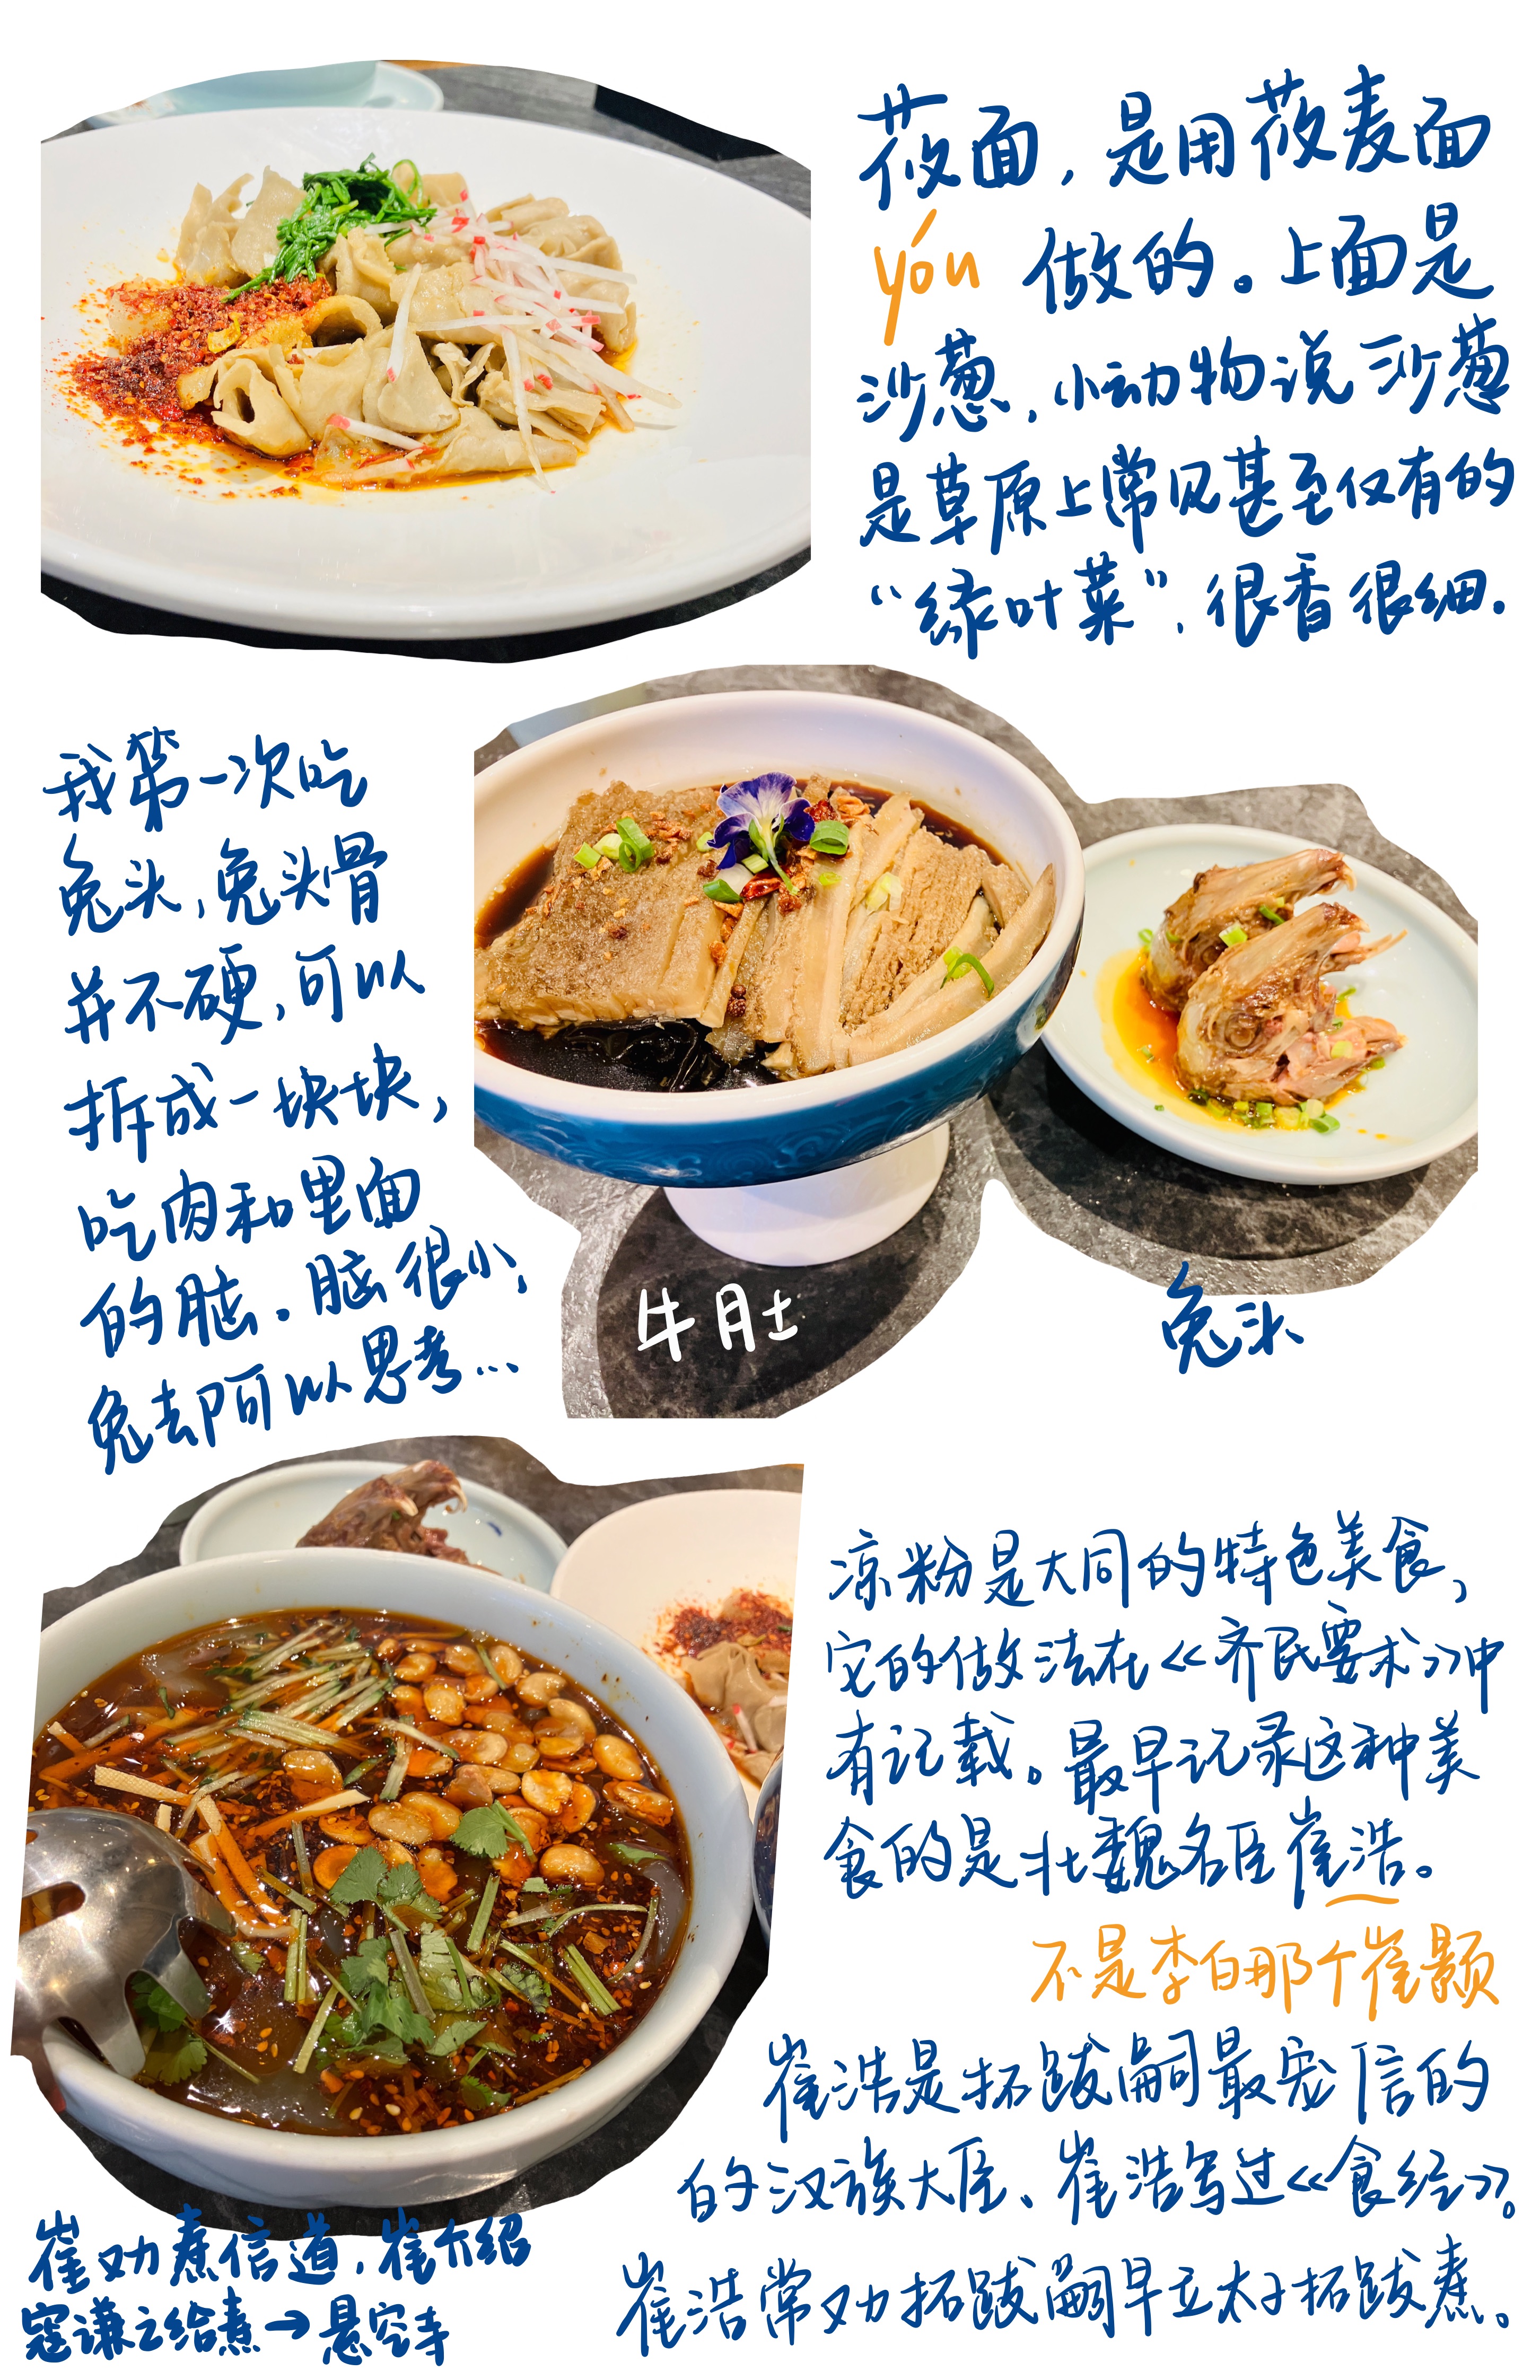 莜面，是用莜麦面
yóu 做的。上面是
沙葱，小动物说沙葱
是草原上常见甚至仅有的
“绿叶菜”，很香很细.
我第一次吃
兔头，兔头骨
并不硬，可以
拆成一块块，
吃肉和里面
的脑。脑很小，
兔却可以思考…
牛肚
兔头
凉粉是大同的特色美食，
它的做法在《齐民要术》中
有记载。最早记录这种美
食的是北魏名臣崔浩。
不是李白那个崔颢
崔浩是拓跋嗣最宠信的
的汉族大臣、崔浩写过《食经》。
崔浩常劝拓跋嗣早立太子拓跋焘。
崔劝焘信道，崔介绍
寇谦之给焘→悬空寺